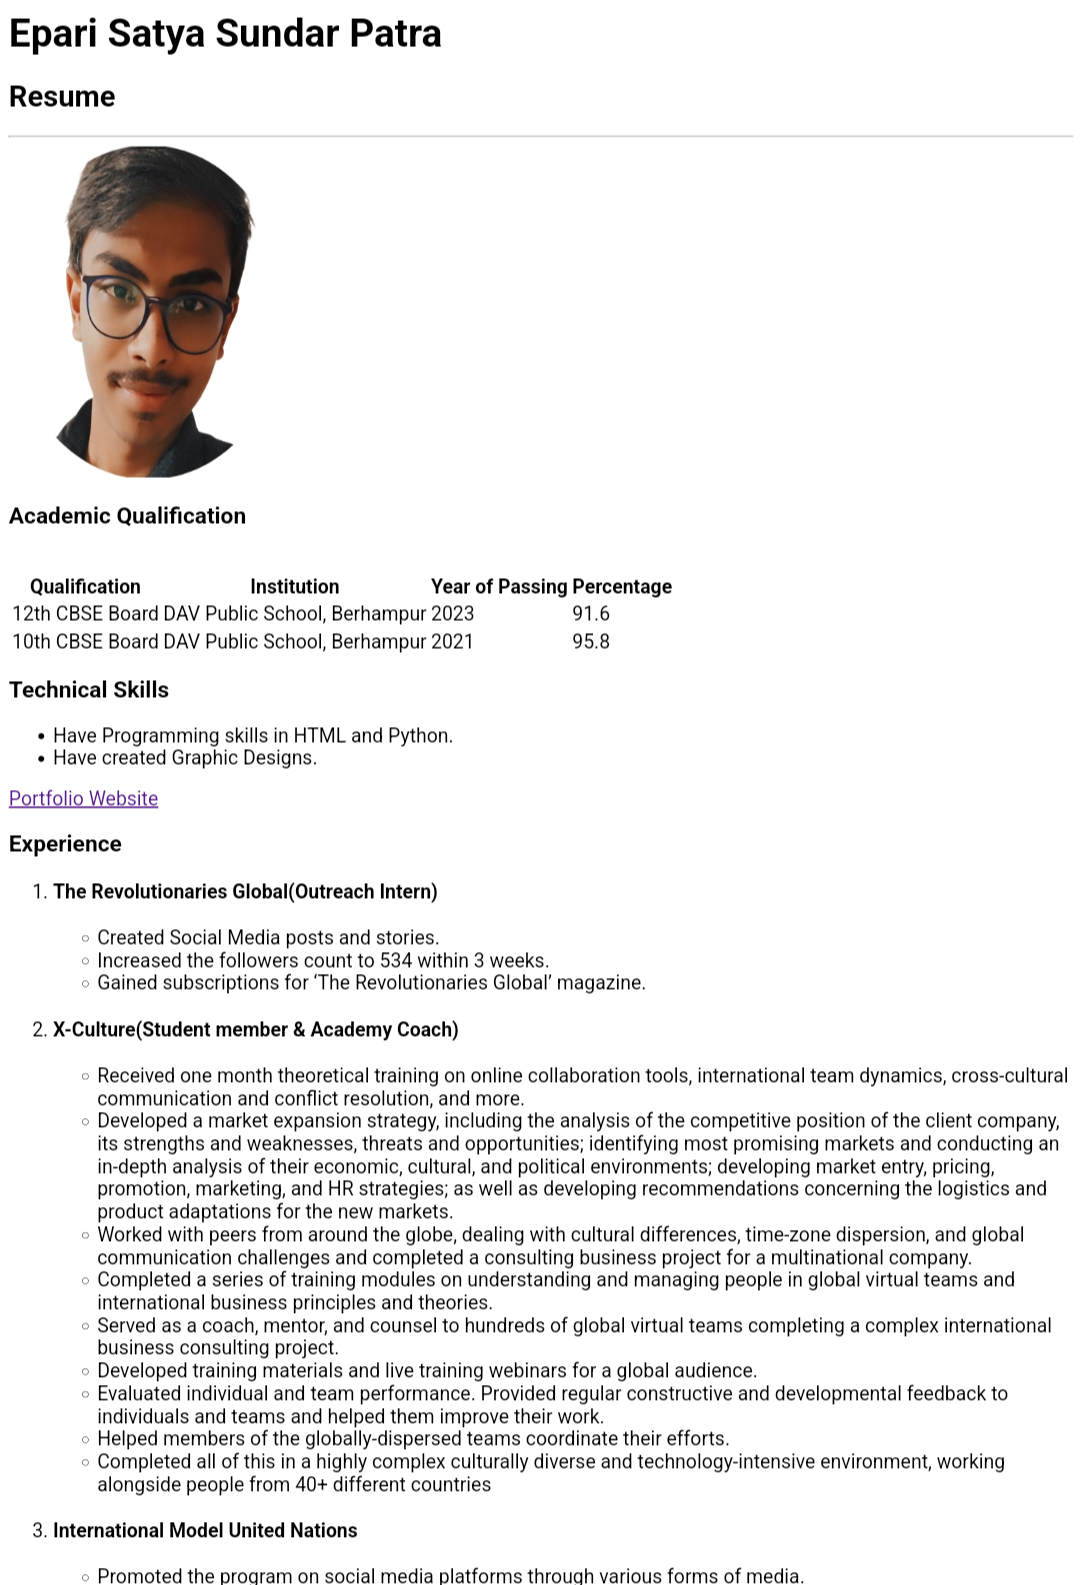 Epari Satya Sundar Patra
Resume
Academic Qualification
Qualification Institution Year of Passing Percentage
12th CBSE Board DAV Public School, Berhampur 2023 91.6
10th CBSE Board DAV Public School, Berhampur 2021 95.8
Technical Skills
• Have Programming skills in HTML and Python.
• Have created Graphic Designs.
Portfolio Website
Experience
1. The Revolutionaries Global(Outreach Intern)
◦ Created Social Media posts and stories.
◦ Increased the followers count to 534 within 3 weeks.
◦ Gained subscriptions for ‘The Revolutionaries Global’ magazine.
2. X-Culture(Student member & Academy Coach)
◦ Received one month theoretical training on online collaboration tools, international team dynamics, cross-cultural
communication and conflict resolution, and more.
◦ Developed a market expansion strategy, including the analysis of the competitive position of the client company,
its strengths and weaknesses, threats and opportunities; identifying most promising markets and conducting an
in-depth analysis of their economic, cultural, and political environments; developing market entry, pricing,
promotion, marketing, and HR strategies; as well as developing recommendations concerning the logistics and
product adaptations for the new markets.
◦ Worked with peers from around the globe, dealing with cultural differences, time-zone dispersion, and global
communication challenges and completed a consulting business project for a multinational company.
◦ Completed a series of training modules on understanding and managing people in global virtual teams and
international business principles and theories.
◦ Served as a coach, mentor, and counsel to hundreds of global virtual teams completing a complex international
business consulting project.
◦ Developed training materials and live training webinars for a global audience.
◦ Evaluated individual and team performance. Provided regular constructive and developmental feedback to
individuals and teams and helped them improve their work.
◦ Helped members of the globally-dispersed teams coordinate their efforts.
◦ Completed all of this in a highly complex culturally diverse and technology-intensive environment, working
alongside people from 40+ different countries
3. International Model United Nations
◦ Promoted the program on social media platforms through various forms of media.